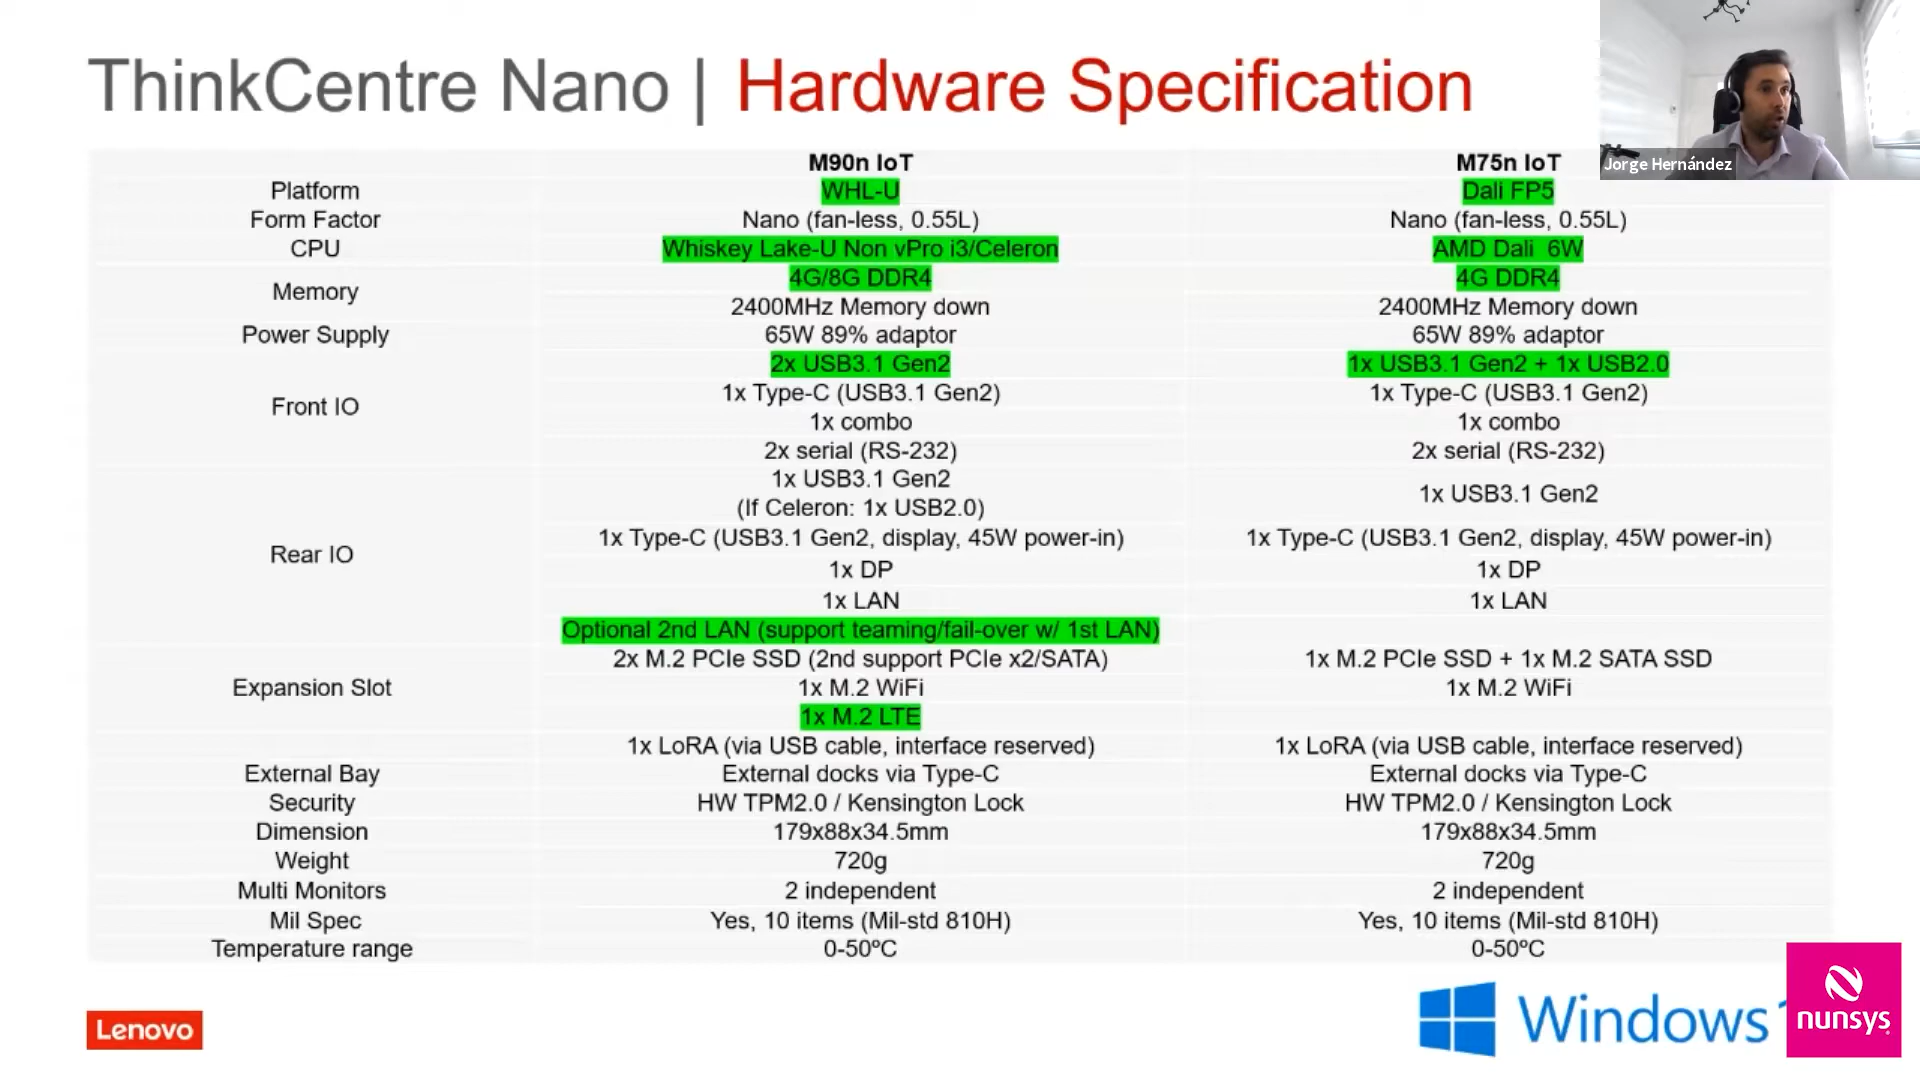 ThinkCentre Nano | Hardware Specification
Jorge Hernández
M90n IoT M75n IoT
Platform WHL-U Dali FP5
Form Factor Nano (fan-less, 0.55L) Nano (fan-less, 0.55L)
CPU Whiskey Lake-U Non vPro i3/Celeron AMD Dali 6W
Memory 4G/8G DDR4 4G DDR4
2400MHz Memory down 2400MHz Memory down
Power Supply 65W 89% adaptor 65W 89% adaptor
Front IO 2x USB3.1 Gen2 1x USB3.1 Gen2 + 1x USB2.0
1x Type-C (USB3.1 Gen2) 1x Type-C (USB3.1 Gen2)
1x combo 1x combo
2x serial (RS-232) 2x serial (RS-232)
Rear IO 1x USB3.1 Gen2 1x USB3.1 Gen2
(If Celeron: 1x USB2.0)
1x Type-C (USB3.1 Gen2, display, 45W power-in) 1x Type-C (USB3.1 Gen2, display, 45W power-in)
1x DP 1x DP
1x LAN 1x LAN
Optional 2nd LAN (support teaming/fail-over w/ 1st LAN)
Expansion Slot 2x M.2 PCIe SSD (2nd support PCIe x2/SATA) 1x M.2 PCIe SSD + 1x M.2 SATA SSD
1x M.2 WiFi 1x M.2 WiFi
1x M.2 LTE
1x LoRA (via USB cable, interface reserved) 1x LoRA (via USB cable, interface reserved)
External Bay External docks via Type-C External docks via Type-C
Security HW TPM2.0 / Kensington Lock HW TPM2.0 / Kensington Lock
Dimension 179x88x34.5mm 179x88x34.5mm
Weight 720g 720g
Multi Monitors 2 independent 2 independent
Mil Spec Yes, 10 items (Mil-std 810H) Yes, 10 items (Mil-std 810H)
Temperature range 0-50ºC 0-50ºC
Lenovo
Windows
nunsys